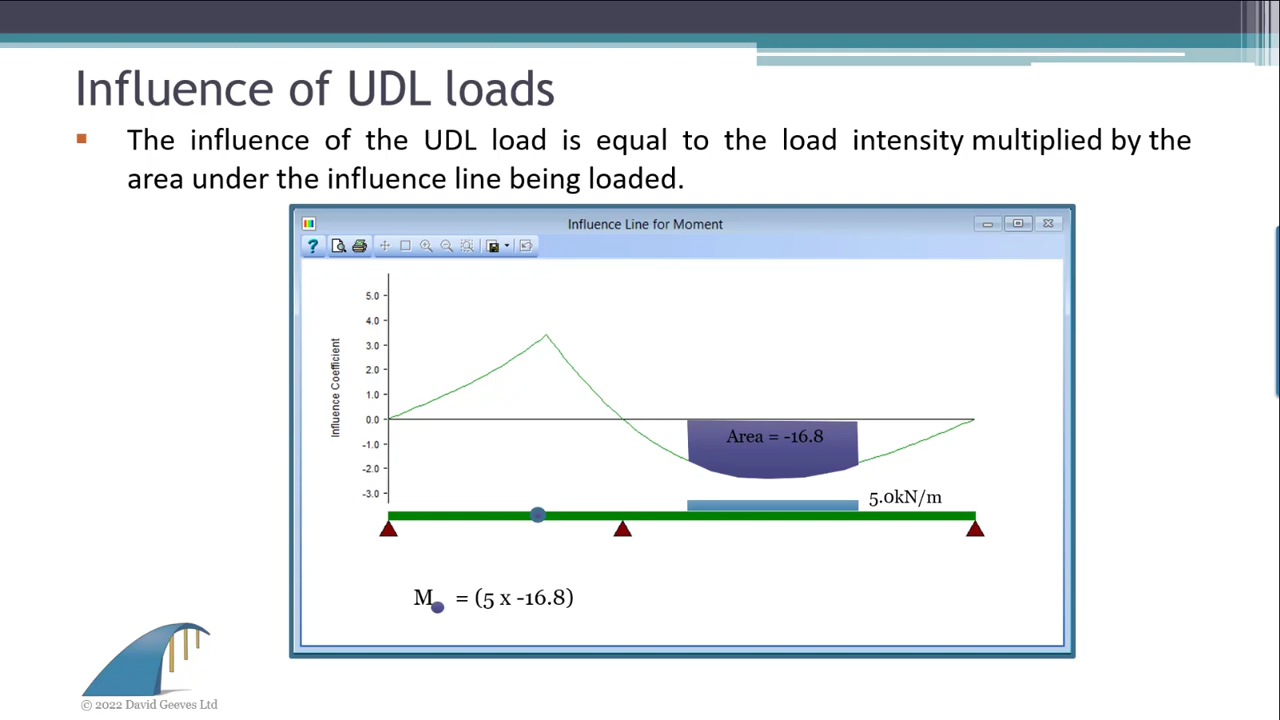 Influence of UDL loads
▪ The influence of the UDL load is equal to the load intensity multiplied by the
area under the influence line being loaded.
Influence Line for Moment
?
Influence Coefficient
5.0
4.0
3.0
2.0
1.0
0.0
-1.0
-2.0
-3.0
Area = -16.8
5.0kN/m
M = (5 x -16.8)
© 2022 David Geeves Ltd